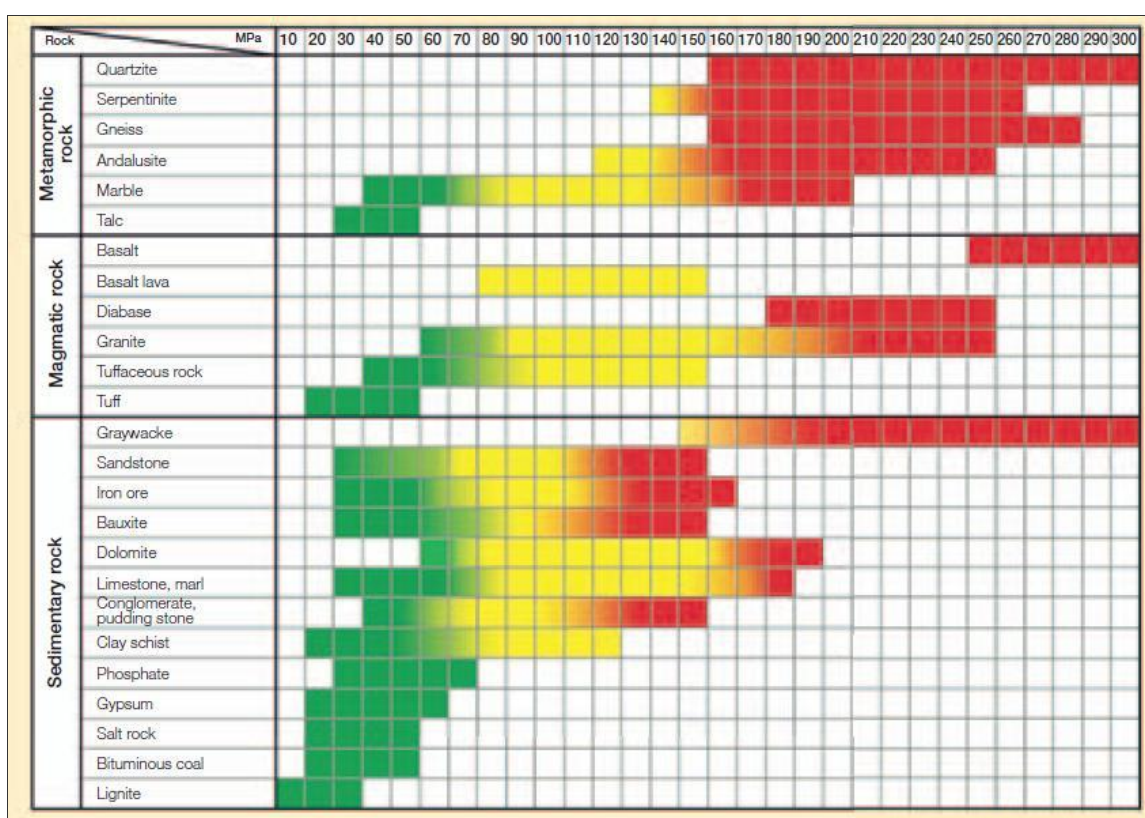 Rock MPa 10 20 30 40 50 60 70 80 90 100 110 120 130 140 150 160 170 180 190 200 210 220 230 240 250 260 270 280 290 300
Metamorphic
rock
Quartzite
Serpentinite
Gneiss
Andalusite
Marble
Talc
Magmatic rock
Basalt
Basalt lava
Diabase
Granite
Tuffaceous rock
Tuff
Sedimentary rock
Graywacke
Sandstone
Iron ore
Bauxite
Dolomite
Limestone, marl
Conglomerate,
pudding stone
Clay schist
Phosphate
Gypsum
Salt rock
Bituminous coal
Lignite